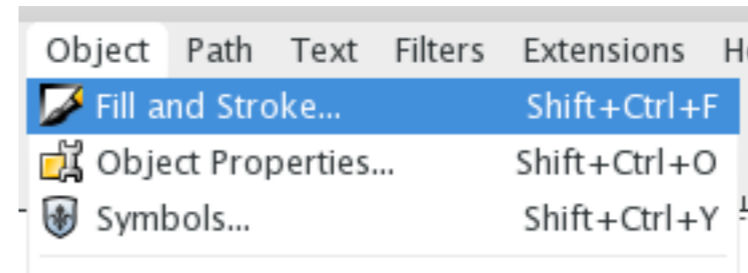 Object Path Text Filters Extensions
Fill and Stroke... Shift+Ctrl+F
Object Properties... Shift+Ctrl+O
Symbols... Shift+Ctrl+Y